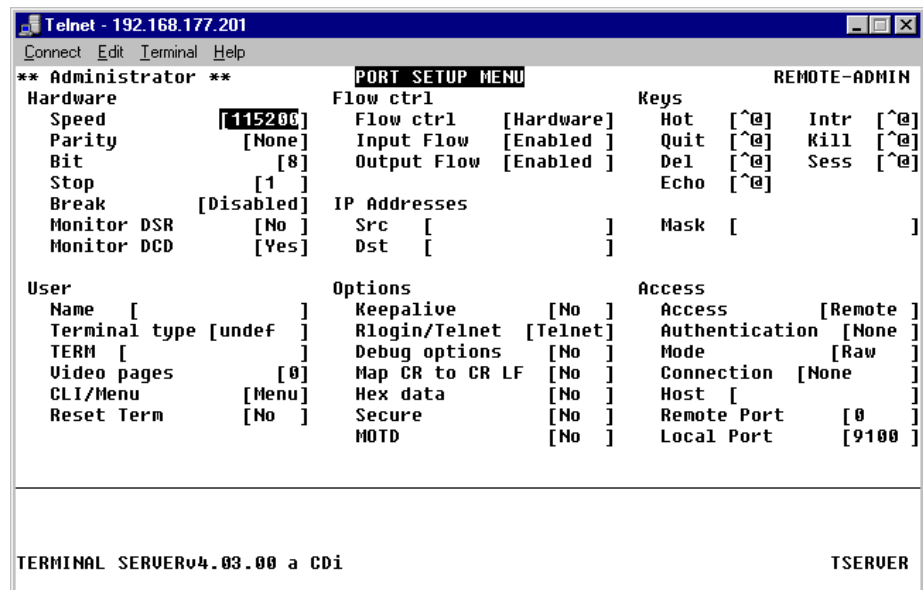 Telnet - 192.168.177.201
Connect Edit Terminal Help
** Administrator ** PORT SETUP MENU REMOTE-ADMIN
Hardware Flow ctrl Keys
Speed [115200] Flow ctrl [Hardware] Hot [^@] Intr [^@]
Parity [None] Input Flow [Enabled ] Quit [^@] Kill [^@]
Bit [8] Output Flow [Enabled ] Del [^@] Sess [^@]
Stop [1 ] Echo [^@]
Break [Disabled] IP Addresses
Monitor DSR [No ] Src [ ] Mask [ ]
Monitor DCD [Yes] Dst [ ]
User Options Access
Name [ ] Keepalive [No ] Access [Remote ]
Terminal type [undef ] Rlogin/Telnet [Telnet] Authentication [None ]
TERM [ ] Debug options [No ] Mode [Raw ]
Video pages [0] Map CR to CR LF [No ] Connection [None ]
CLI/Menu [Menu] Hex data [No ] Host [ ]
Reset Term [No ] Secure [No ] Remote Port [0 ]
MOTD [No ] Local Port [9100 ]
TERMINAL SERVERv4.03.00 a CDi TSERVER